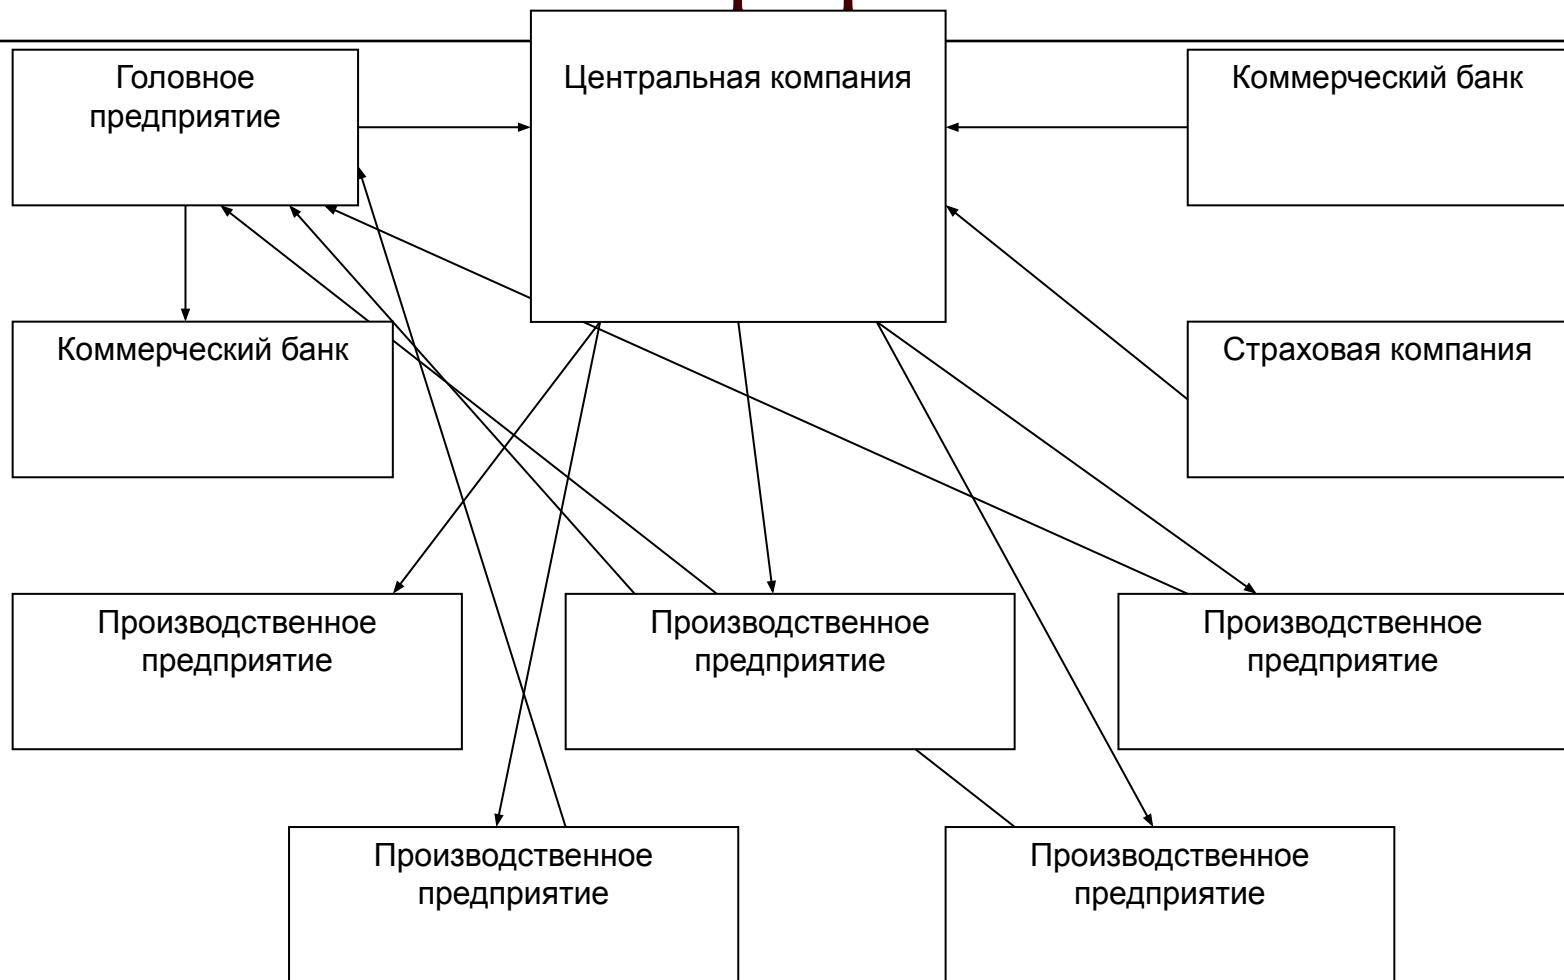 Головное
предприятие
Центральная компания
Коммерческий банк
Коммерческий банк
Страховая компания
Производственное
предприятие
Производственное
предприятие
Производственное
предприятие
Производственное
предприятие
Производственное
предприятие